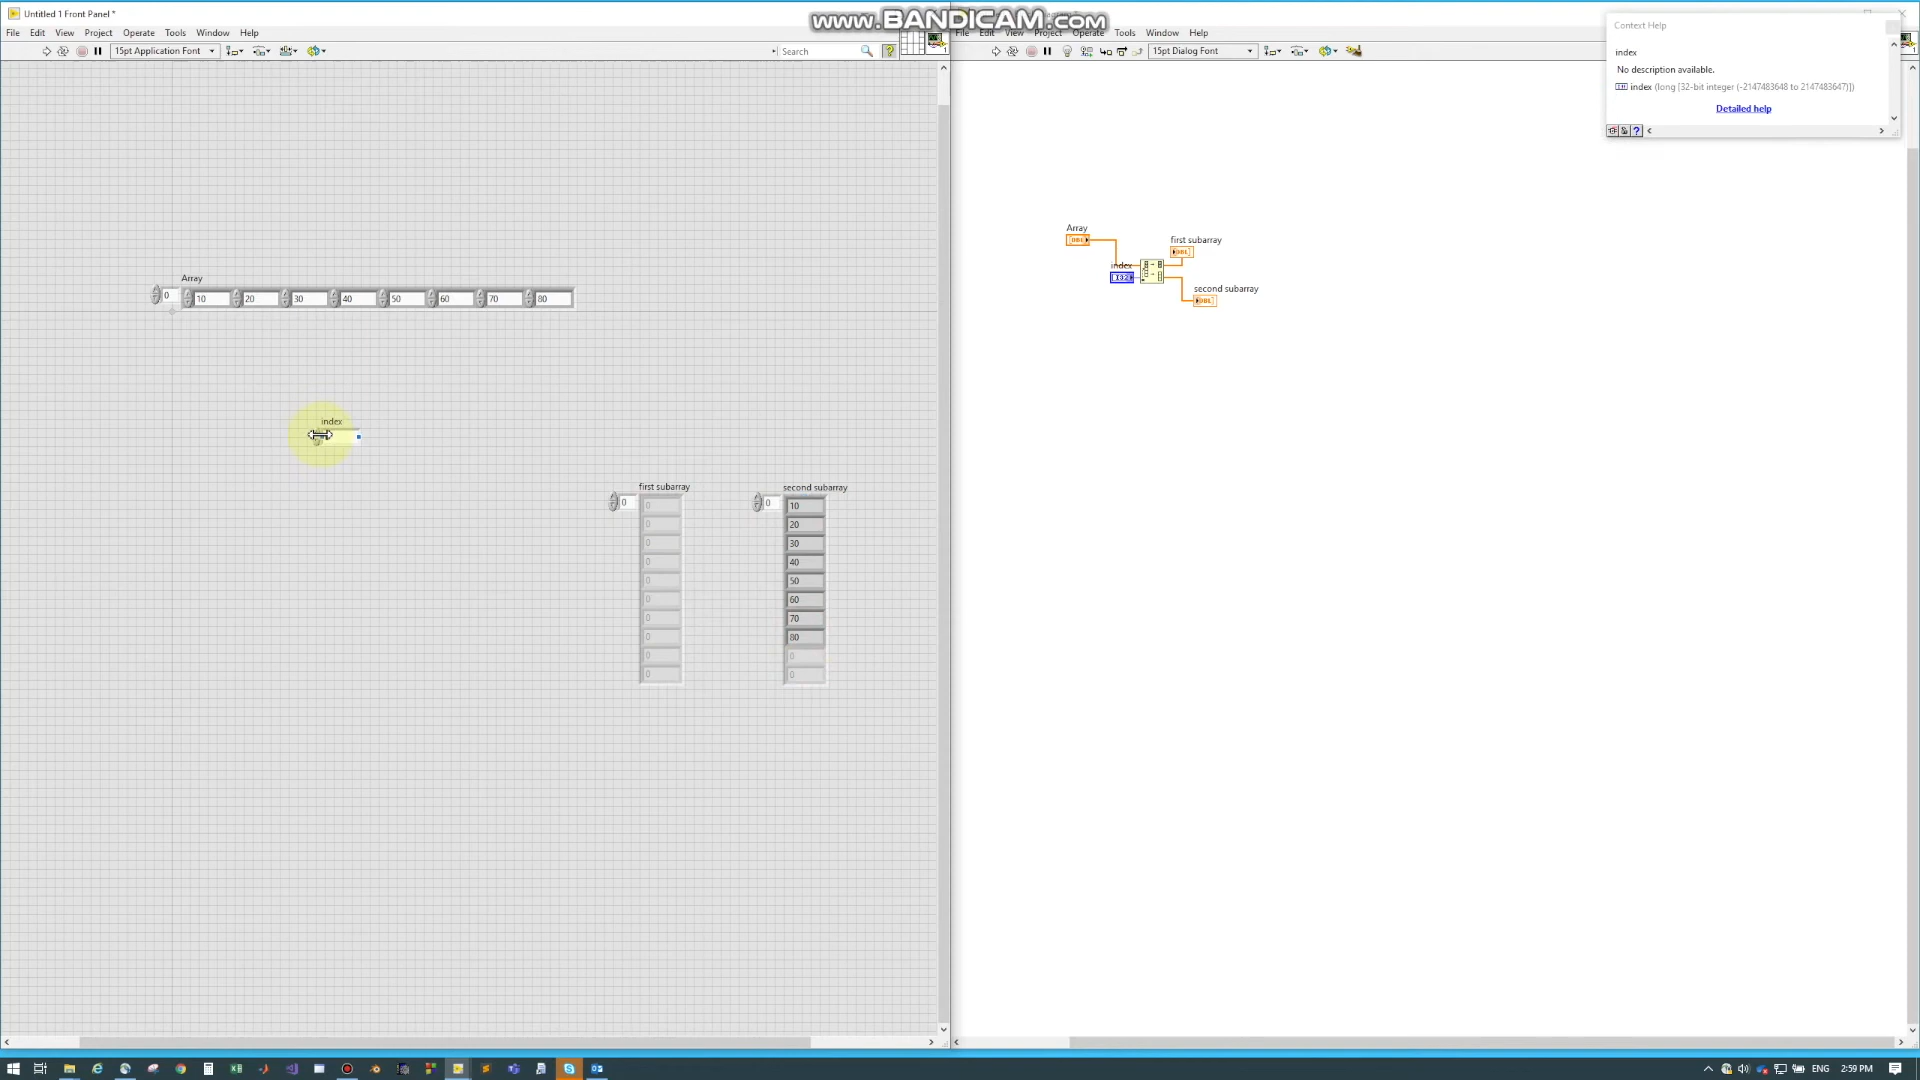 Untitled 1 Front Panel *
www.BANDICAM.com
File Edit View Project Operate Tools Window Help
15pt Application Font
Search
File Edit View Project Operate Tools Window Help
15pt Dialog Font
Context Help
index
No description available.
index (long [32-bit integer (-2147483648 to 2147483647)])
Detailed help
Array
0 10 20 30 40 50 60 70 80
index
first subarray
0
0
0
0
0
0
0
0
0
0
0
second subarray
0
10
20
30
40
50
60
70
80
0
0
Array
DBL
first subarray
DBL
index
I32
second subarray
DBL
ENG 2:59 PM